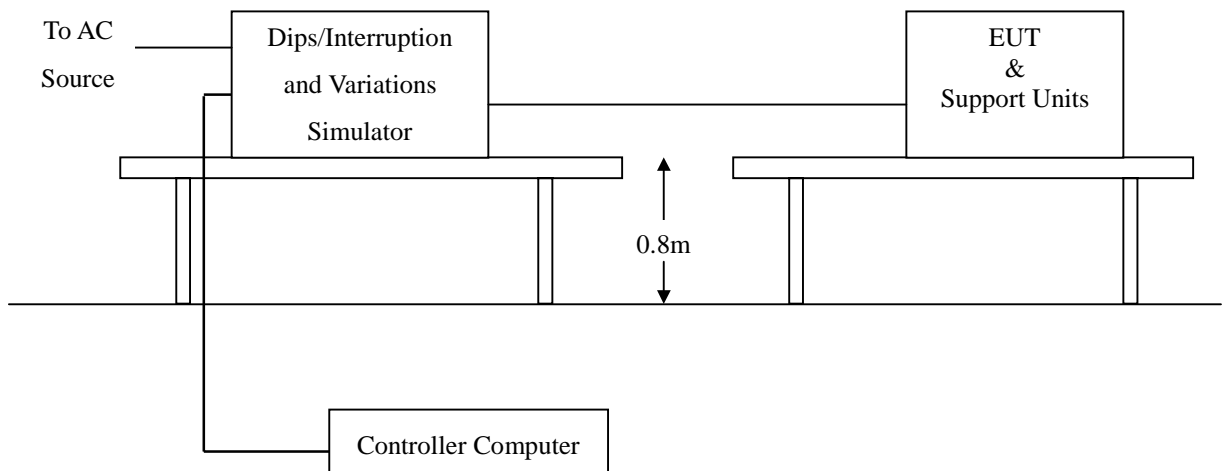 To AC
Source
Dips/Interruption
and Variations
Simulator
EUT
&
Support Units
0.8m
Controller Computer